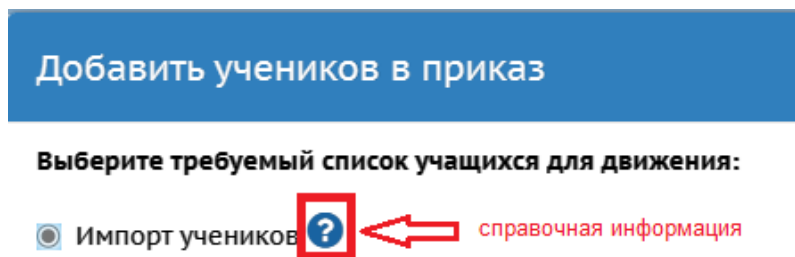 Добавить учеников в приказ
Выберите требуемый список учащихся для движения:
Импорт учеников ? справочная информация